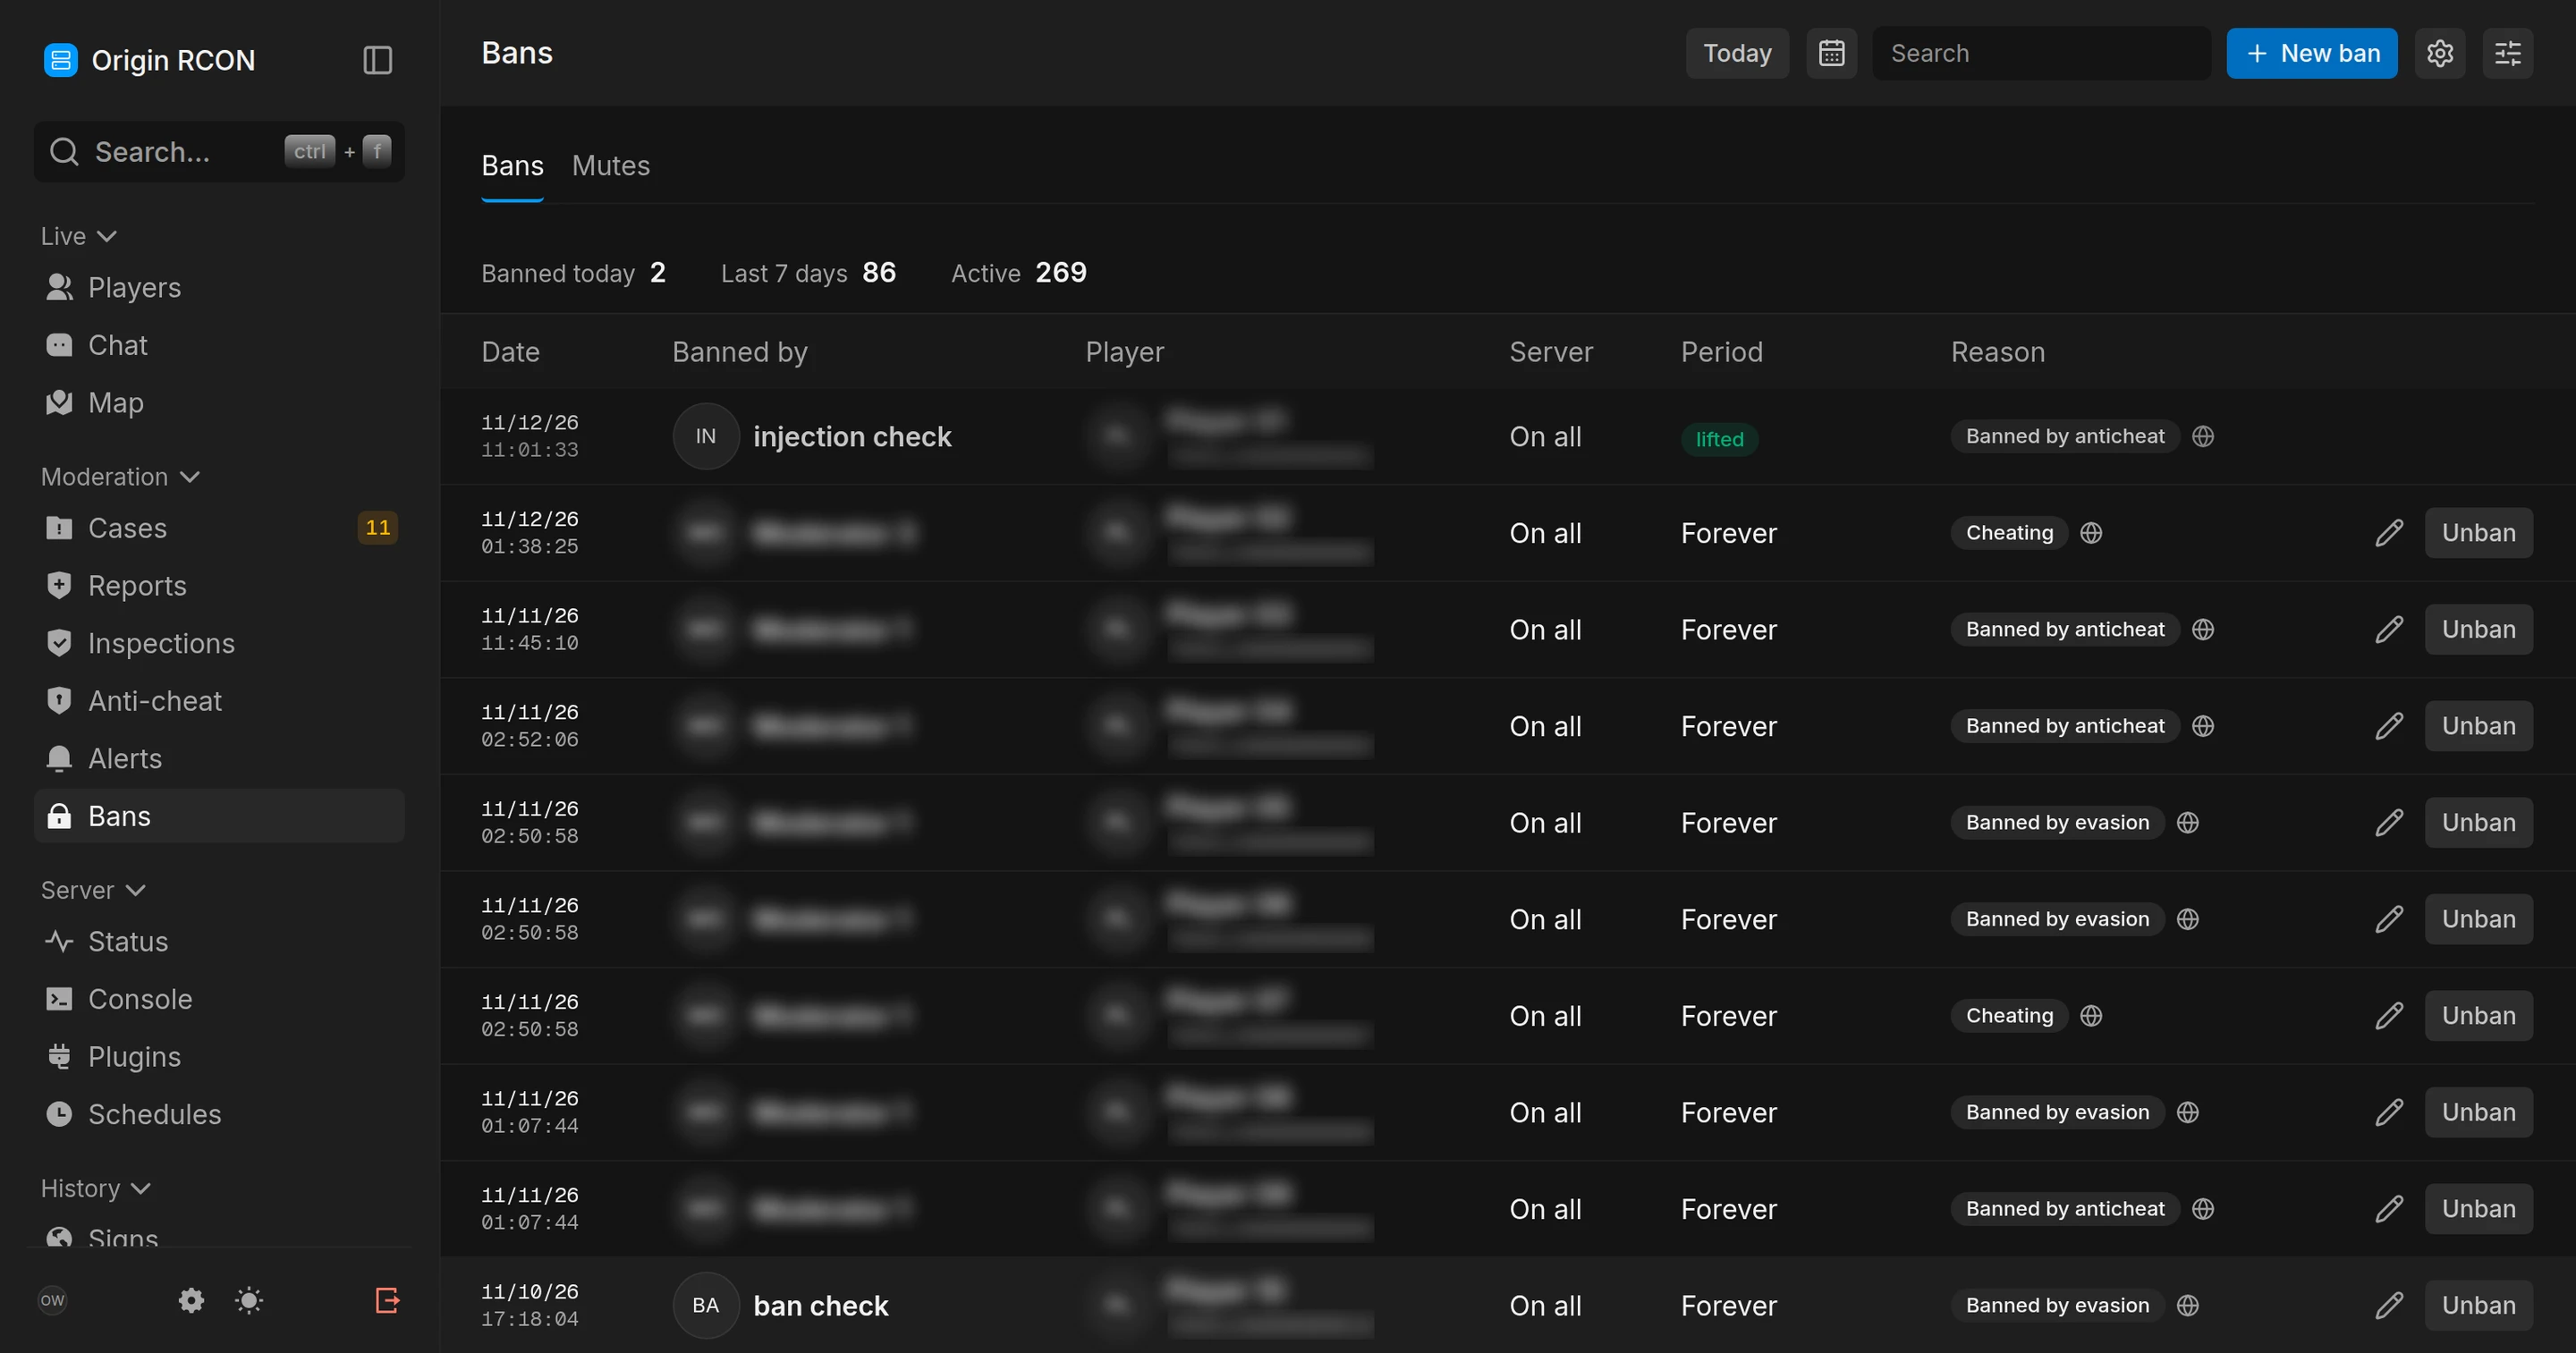 Origin RCON
Search... ctrl + f
Live
Players
Chat
Map
Moderation
Cases 11
Reports
Inspections
Anti-cheat
Alerts
Bans
Server
Status
Console
Plugins
Schedules
History
Signs
OW
Bans
Today Search + New ban
Bans Mutes
Banned today 2 Last 7 days 86 Active 269
Date Banned by Player Server Period Reason
11/12/26
11:01:33
IN injection check On all lifted Banned by anticheat
11/12/26
01:38:25
On all Forever Cheating Unban
11/11/26
11:45:10
On all Forever Banned by anticheat Unban
11/11/26
02:52:06
On all Forever Banned by anticheat Unban
11/11/26
02:50:58
On all Forever Banned by evasion Unban
11/11/26
02:50:58
On all Forever Banned by evasion Unban
11/11/26
02:50:58
On all Forever Cheating Unban
11/11/26
01:07:44
On all Forever Banned by evasion Unban
11/11/26
01:07:44
On all Forever Banned by anticheat Unban
11/10/26
17:18:04
BA ban check On all Forever Banned by evasion Unban